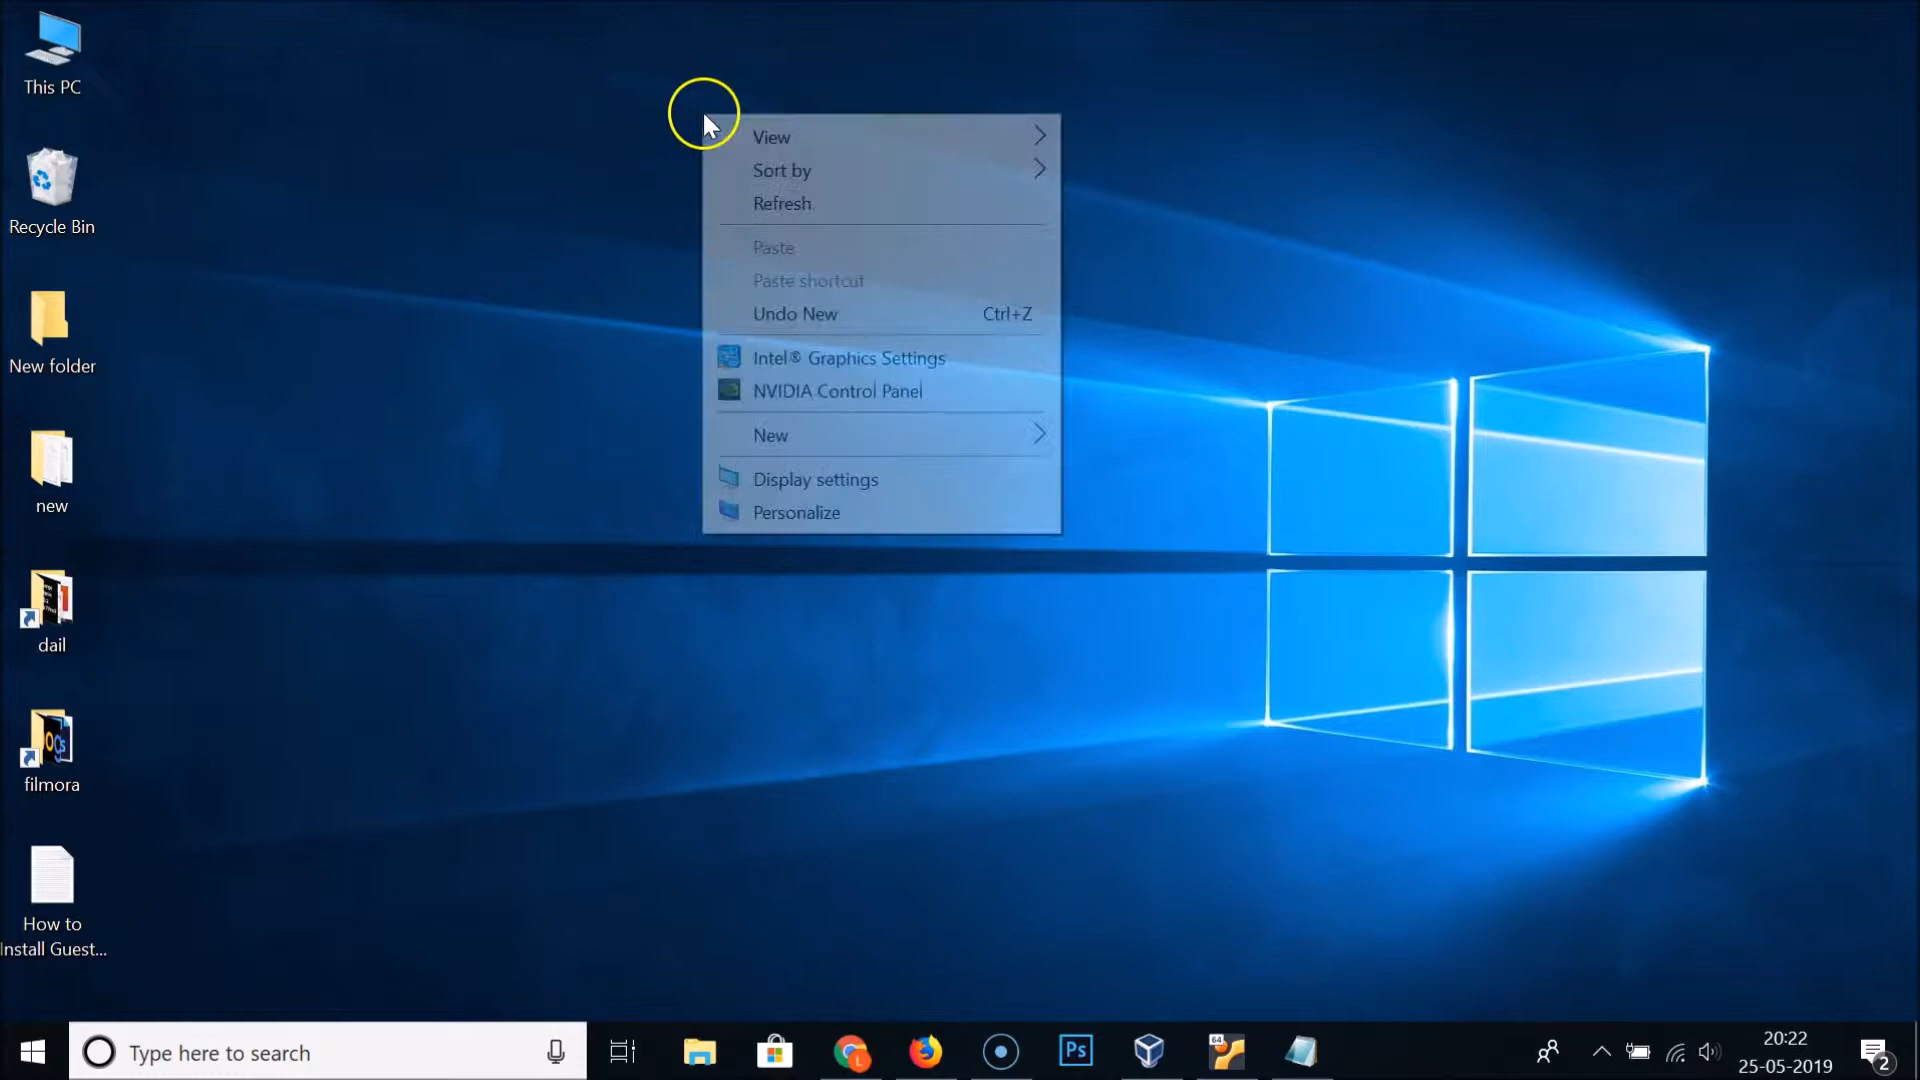 This PC
Recycle Bin
New folder
new
dail
filmora
How to
Install Guest...
View
Sort by
Refresh
Paste
Paste shortcut
Undo New Ctrl+Z
Intel® Graphics Settings
NVIDIA Control Panel
New
Display settings
Personalize
Type here to search
Ps
64
20:22
25-05-2019
2